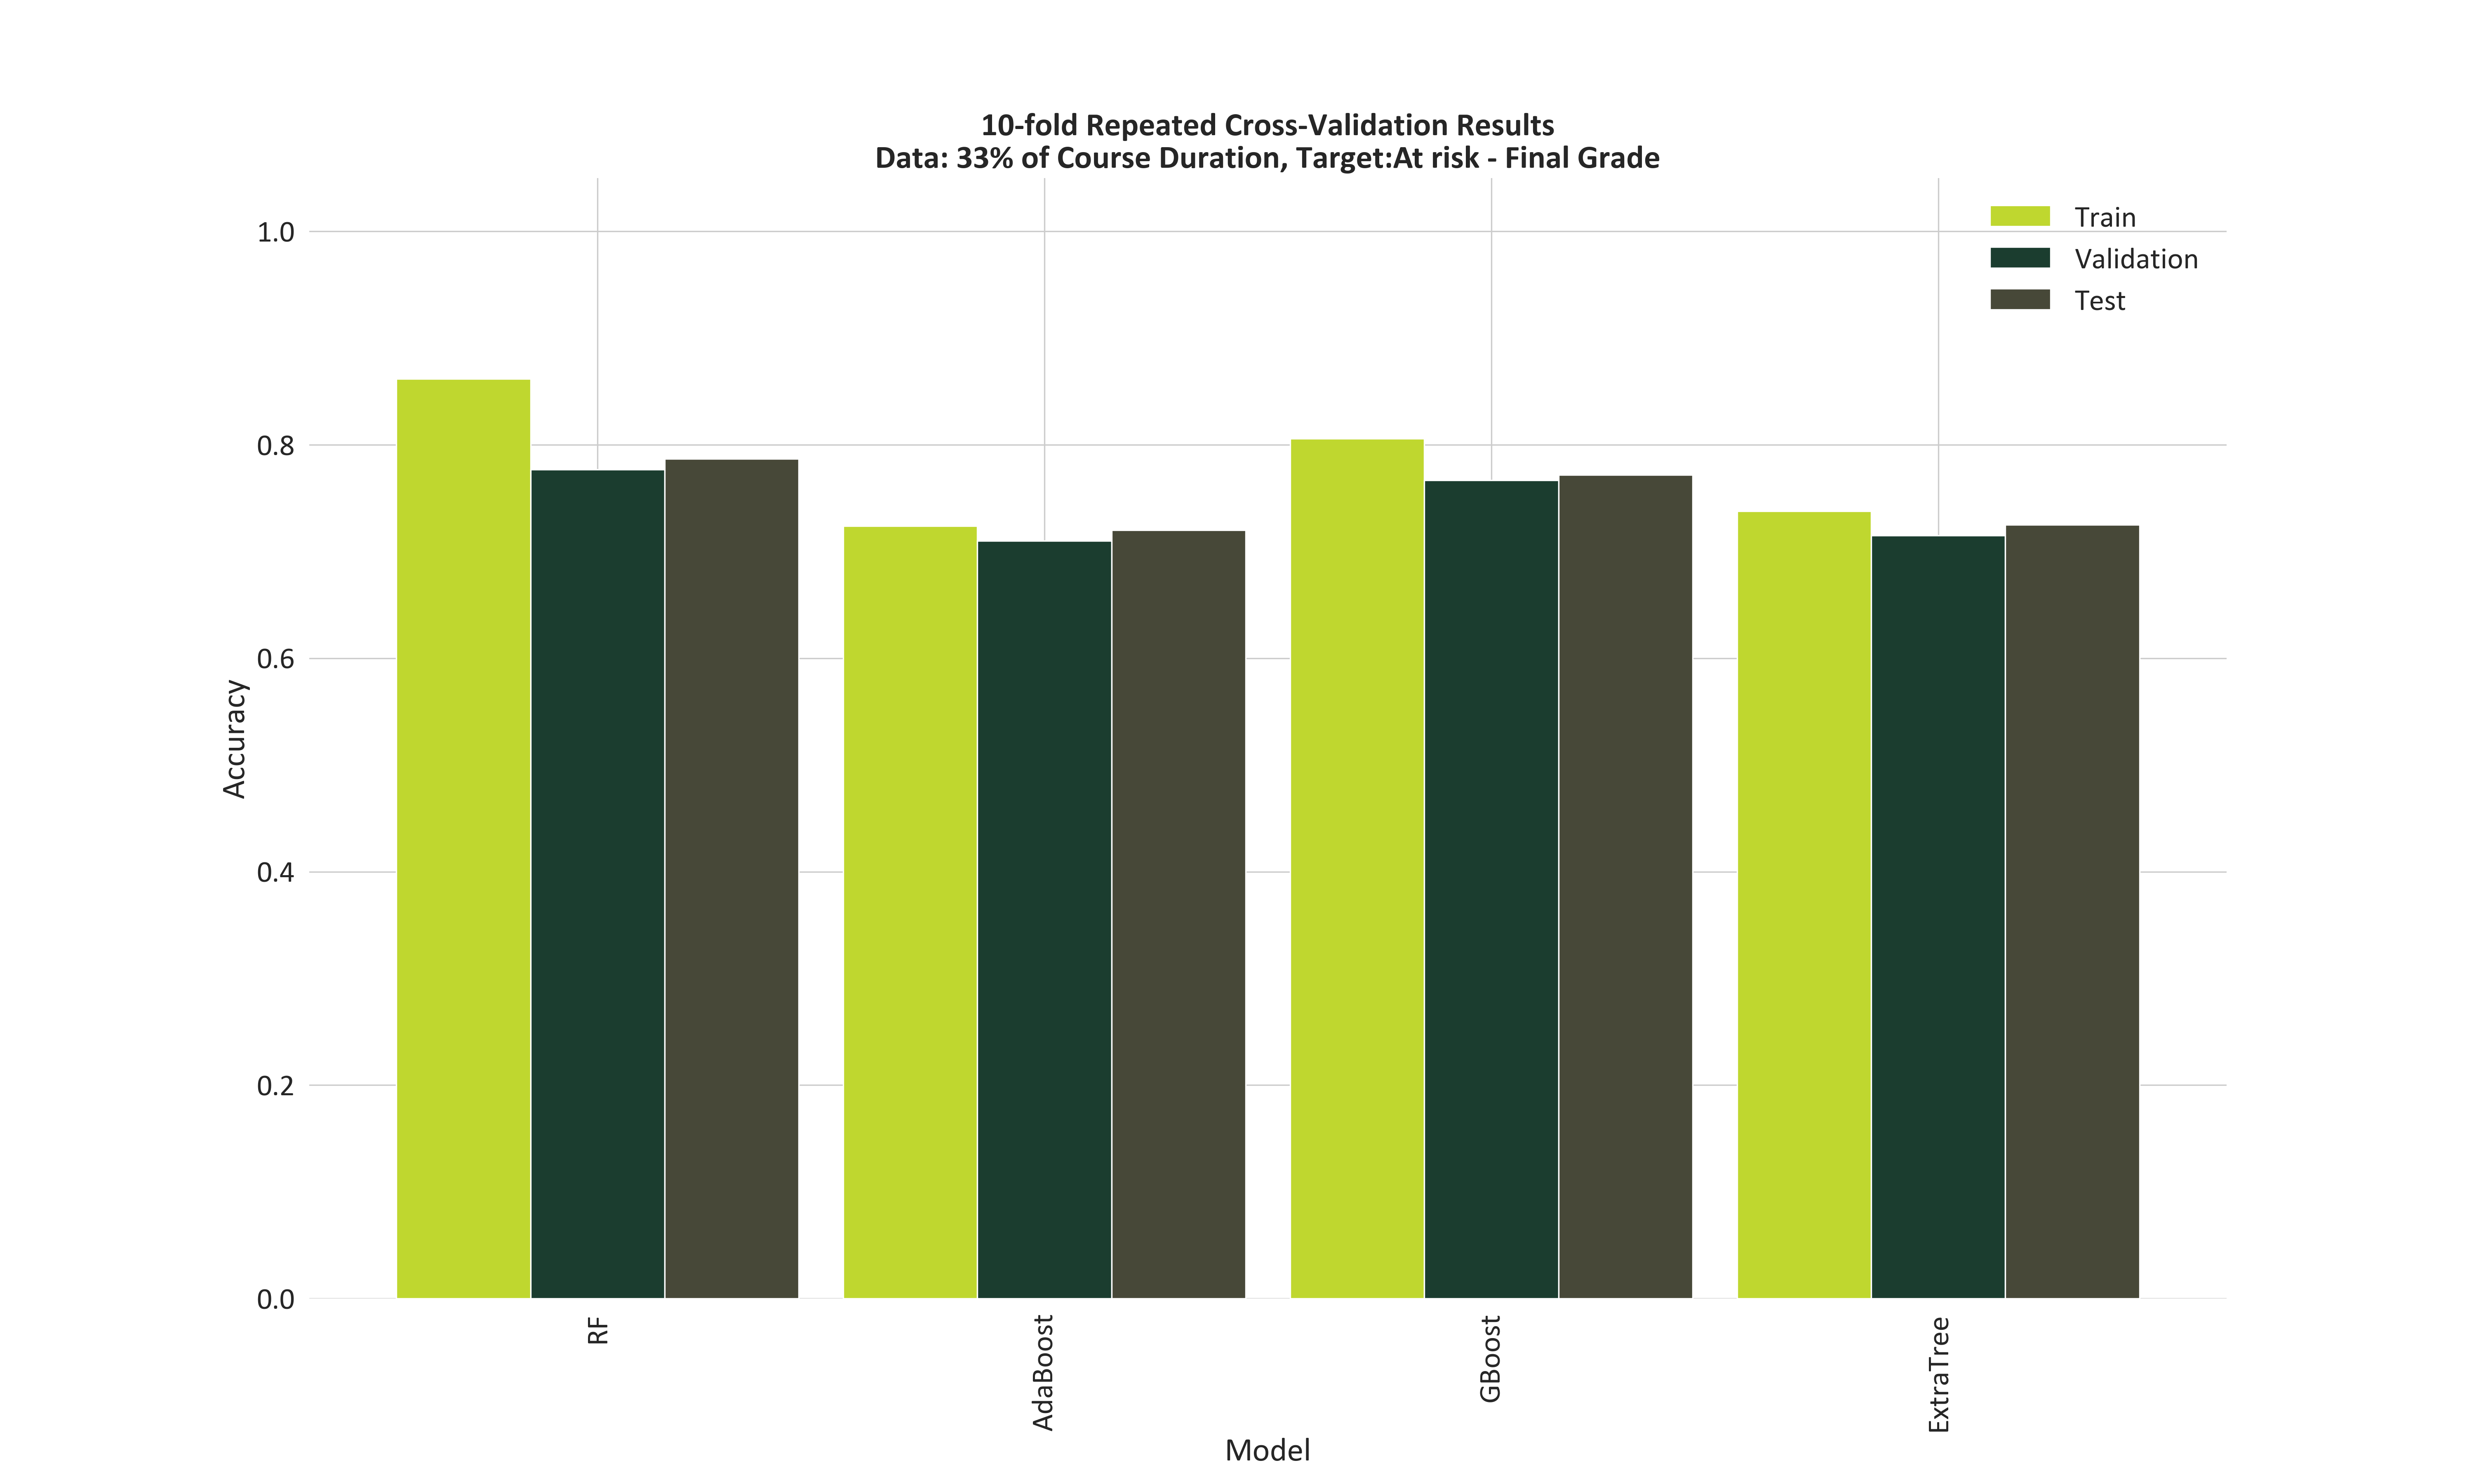 10-fold Repeated Cross-Validation Results
Data: 33% of Course Duration, Target:At risk - Final Grade
Train
Validation
Test
1.0
0.8
0.6
0.4
0.2
0.0
Accuracy
RF
AdaBoost
GBoost
ExtraTree
Model